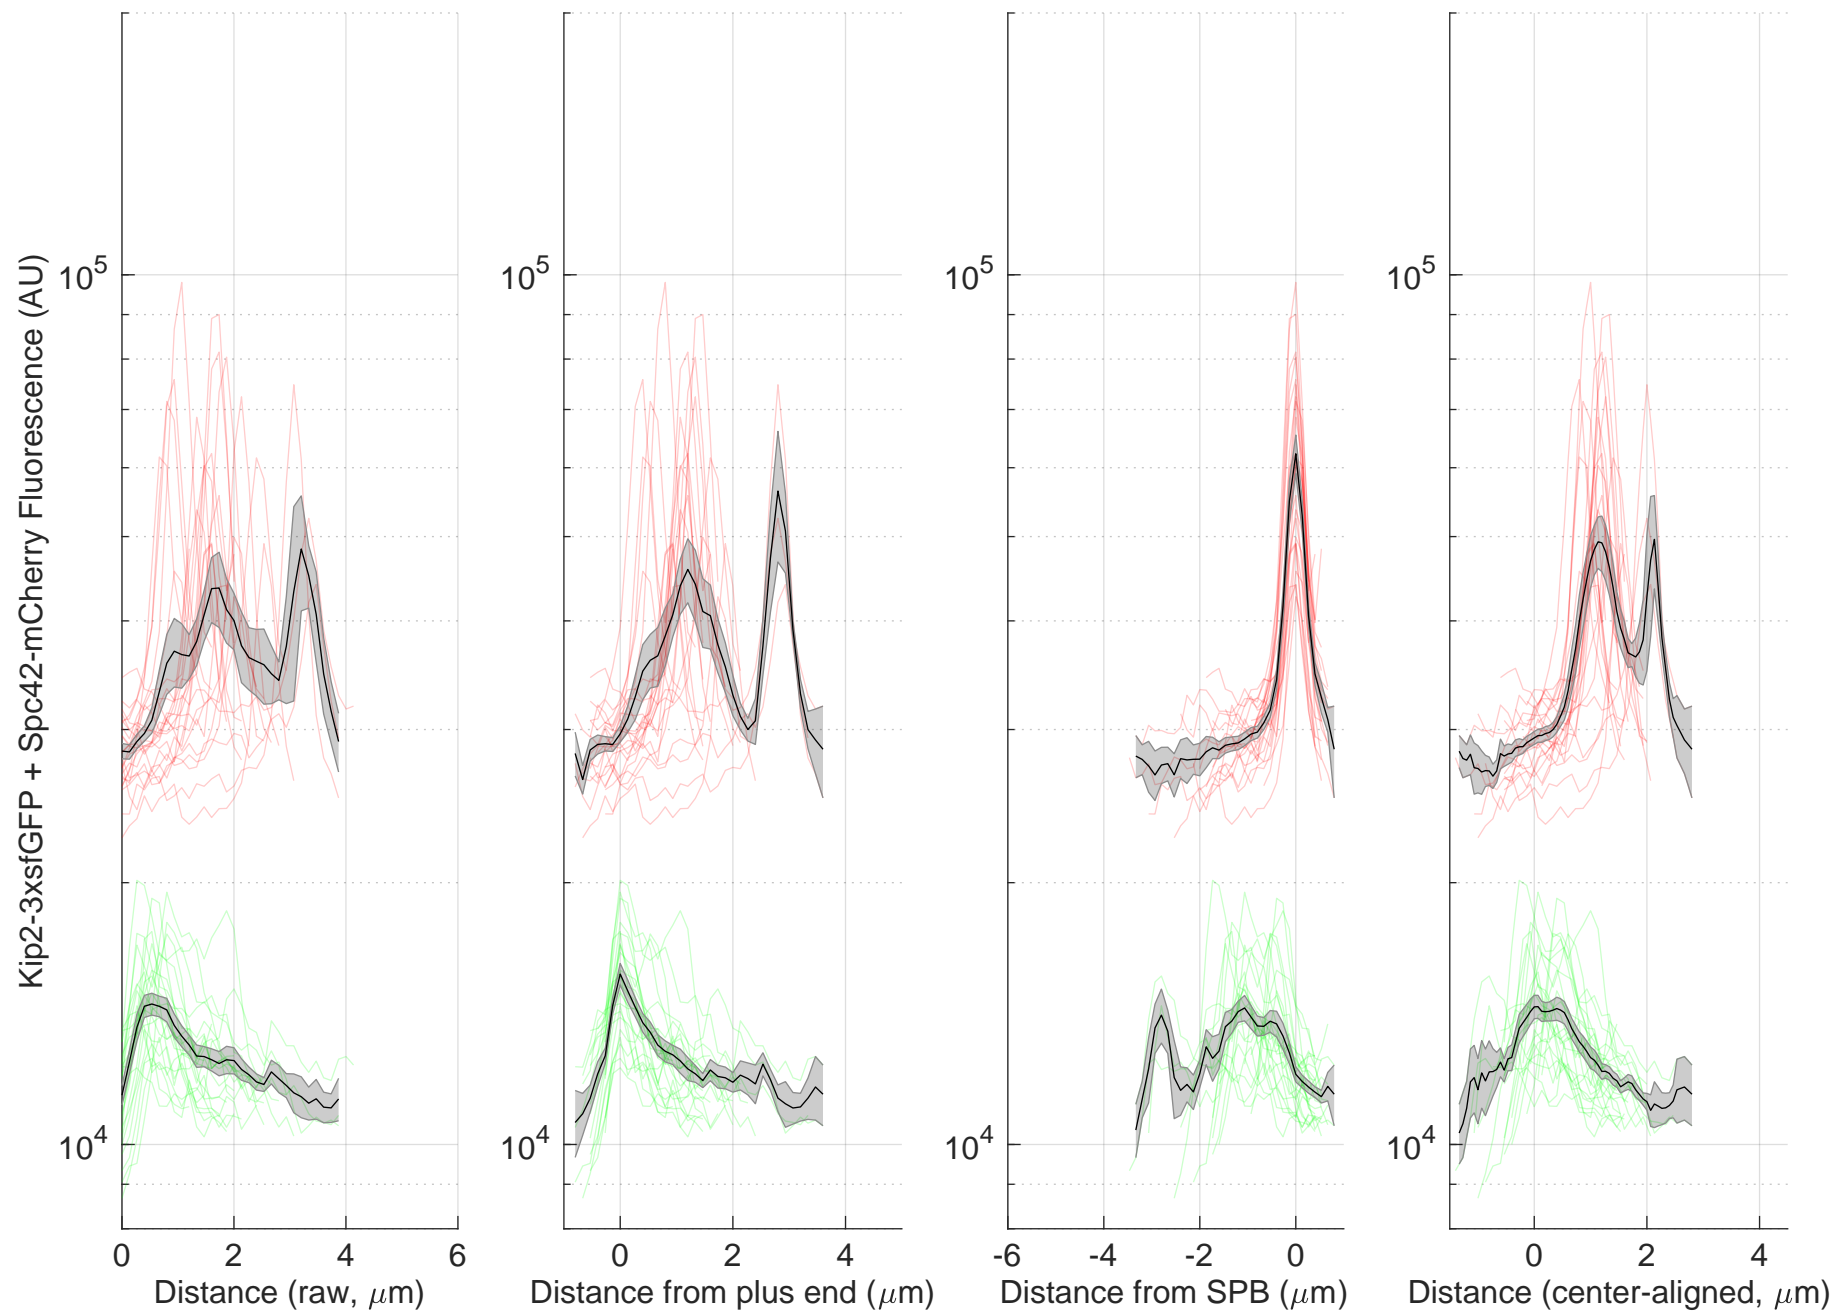 Kip2-3xsfGFP + Spc42-mCherry Fluorescence (AU)
10^5 10^5 10^5 10^5
10^4 10^4 10^4 10^4
0 2 4 6 0 2 4 -6 -4 -2 0 0 2 4
Distance (raw, μm) Distance from plus end (μm) Distance from SPB (μm) Distance (center-aligned, μm)